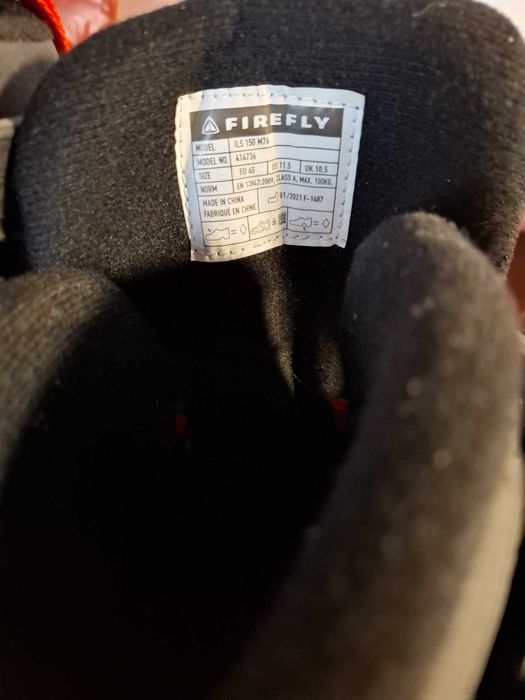 FIREFLY
MODEL ILS 150 M76
MODEL NO. 414736
SIZE EU 45 US 11.5 UK 10.5
NORM EN 13843:2009, CLASS A, MAX. 100KG.
MADE IN CHINA 01/2021 F-1487
FABRIQUÉ EN CHINE